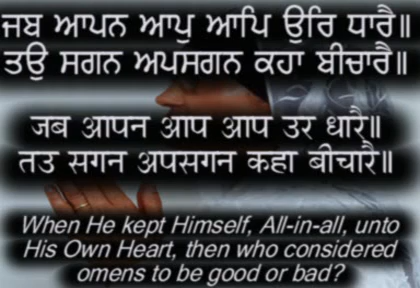 ਜਬ ਆਪਨ ਆਪੁ ਆਪਿ ਉਰਿ ਧਾਰੈ॥
ਤਉ ਸਗਨ ਅਪਸਗਨ ਕਹਾ ਬੀਚਾਰੈ॥
जब आपन आप आप उर धारै॥
तउ सगन अपसगन कहा बीचारै॥
When He kept Himself, All-in-all, unto
His Own Heart, then who considered
omens to be good or bad?